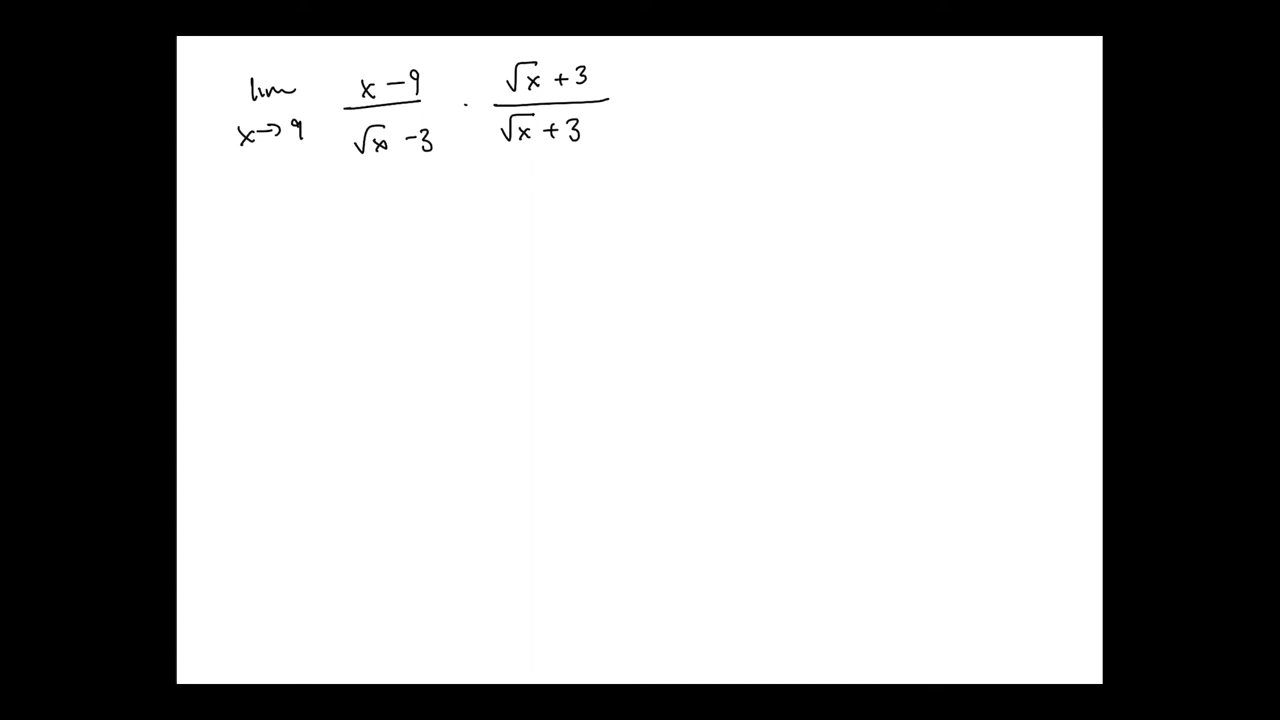 lim x→9 (x − 9)/(√x − 3) · (√x + 3)/(√x + 3)